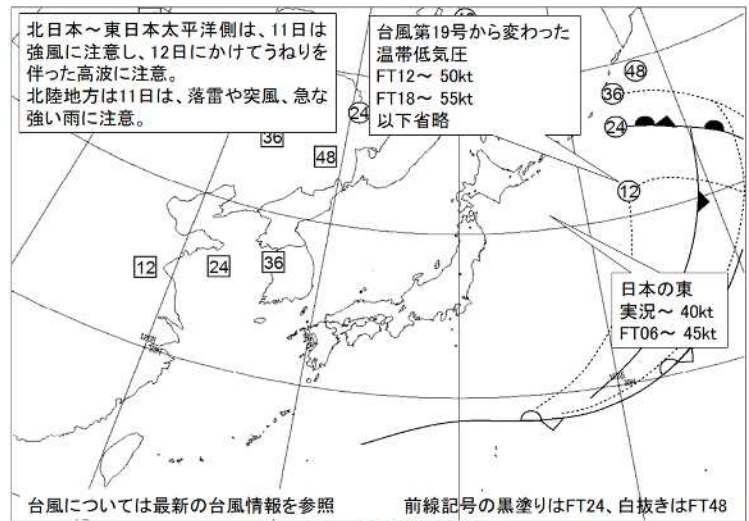 北日本～東日本太平洋側は、11日は
強風に注意し、12日にかけてうねりを
伴った高波に注意。
北陸地方は11日は、落雷や突風、急な
強い雨に注意。
台風第19号から変わった
温帯低気圧
FT12～ 50kt
FT18～ 55kt
以下省略
48
36
24
24
36
48
12
12
24
36
日本の東
実況～ 40kt
FT06～ 45kt
台風については最新の台風情報を参照
前線記号の黒塗りはFT24、白抜きはFT48